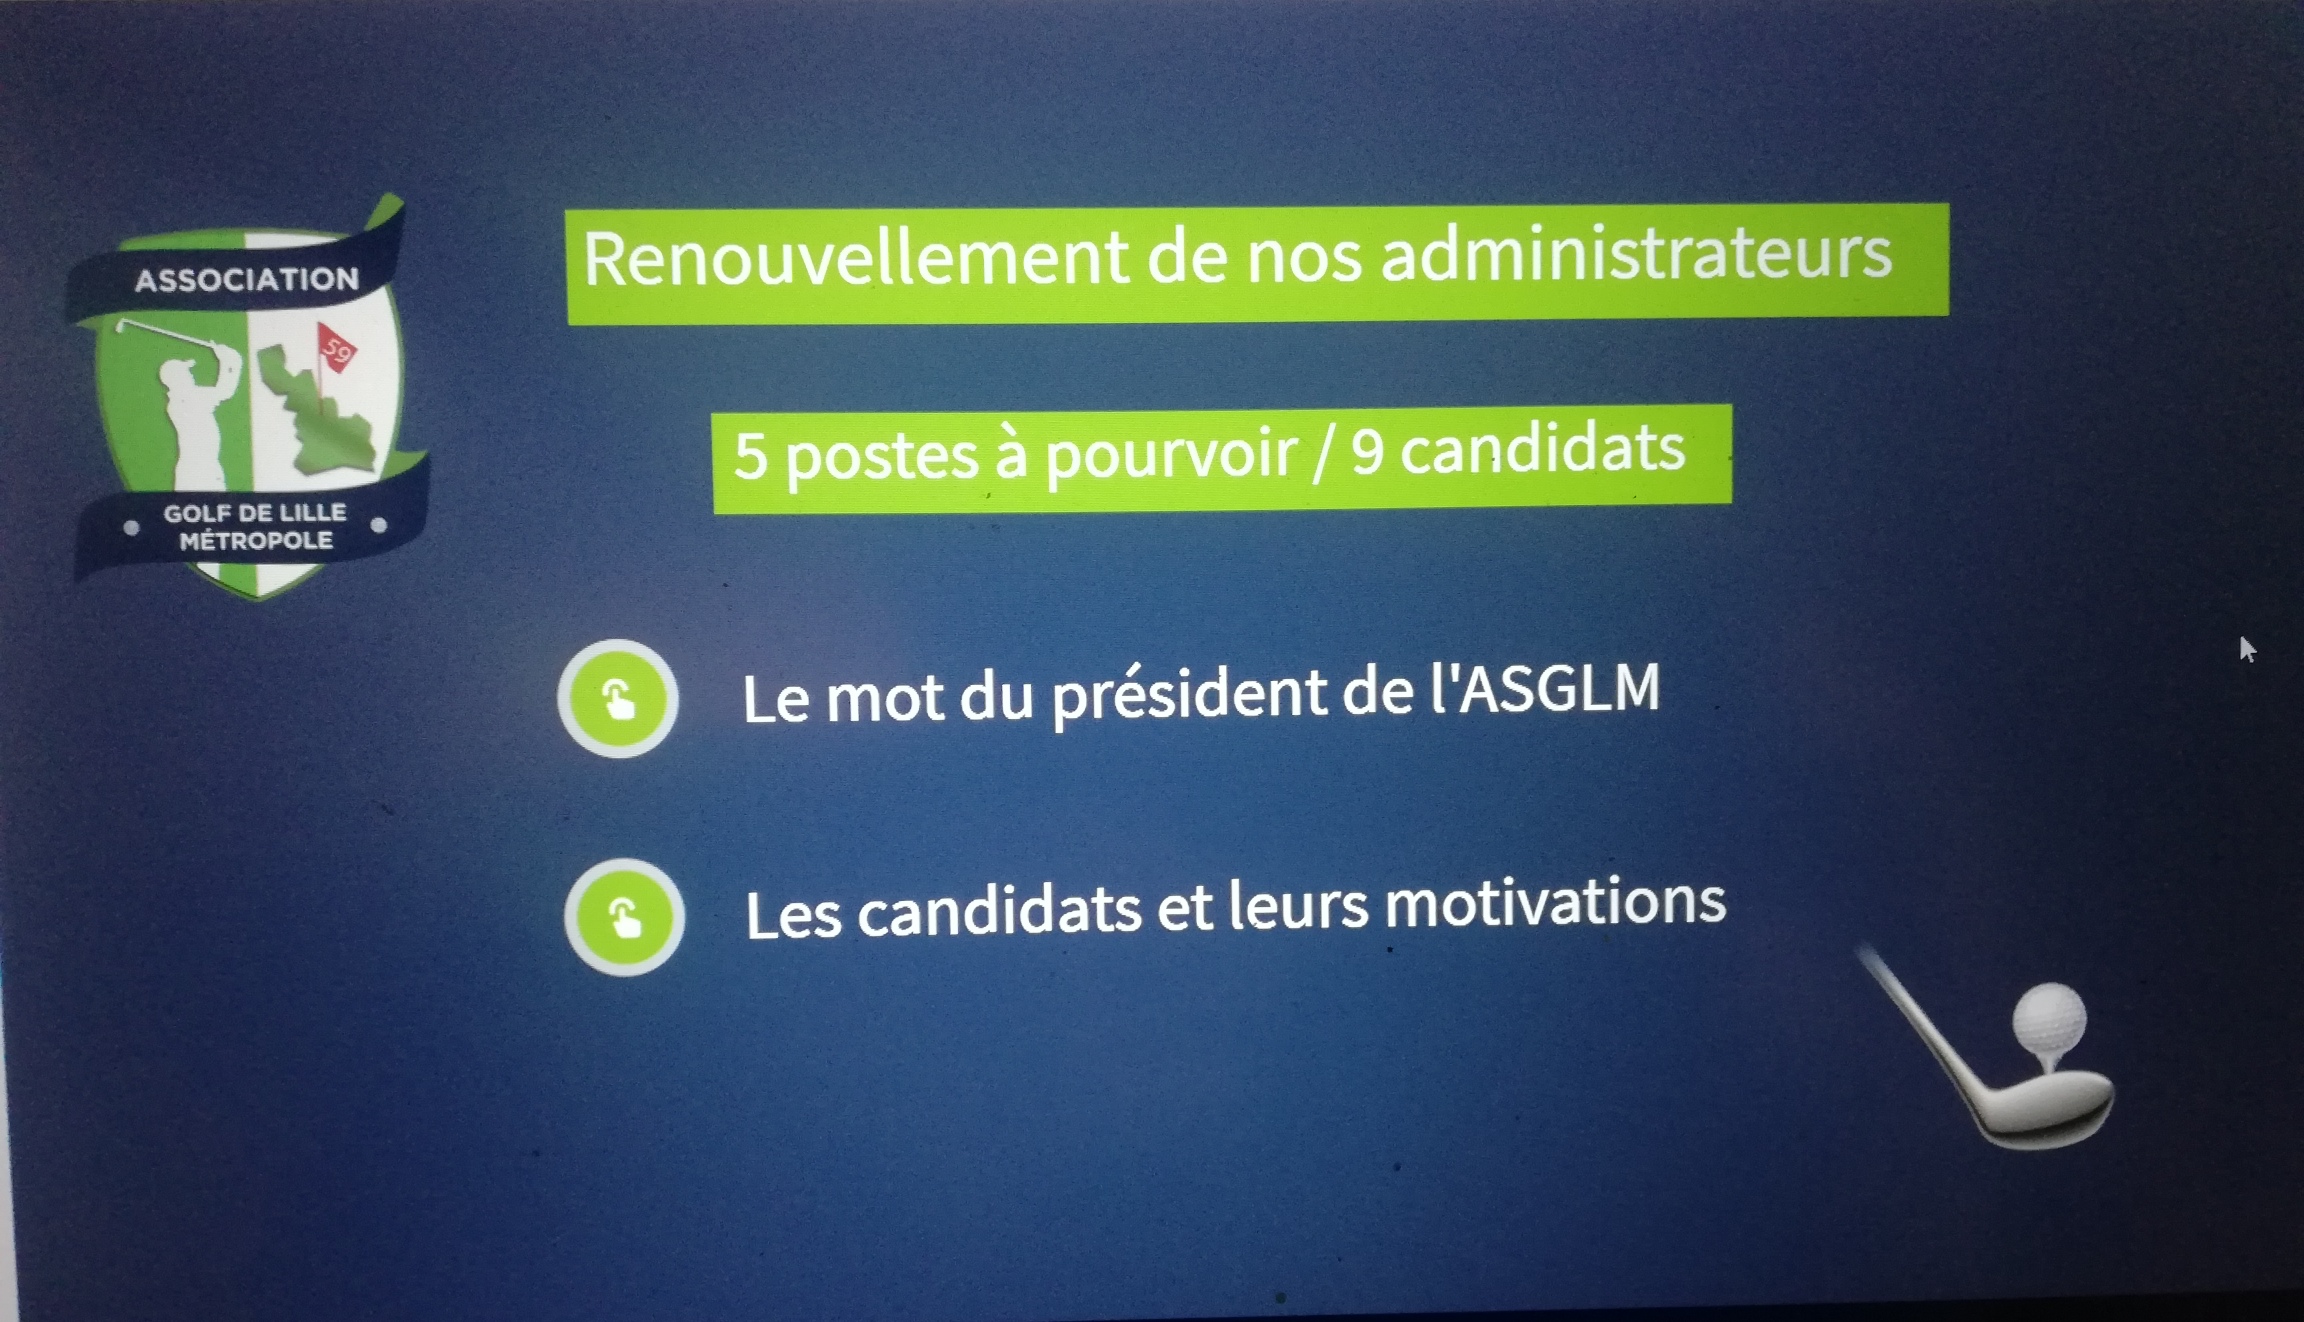 ASSOCIATION
59
GOLF DE LILLE
MÉTROPOLE
Renouvellement de nos administrateurs
5 postes à pourvoir / 9 candidats
Le mot du président de l'ASGLM
Les candidats et leurs motivations